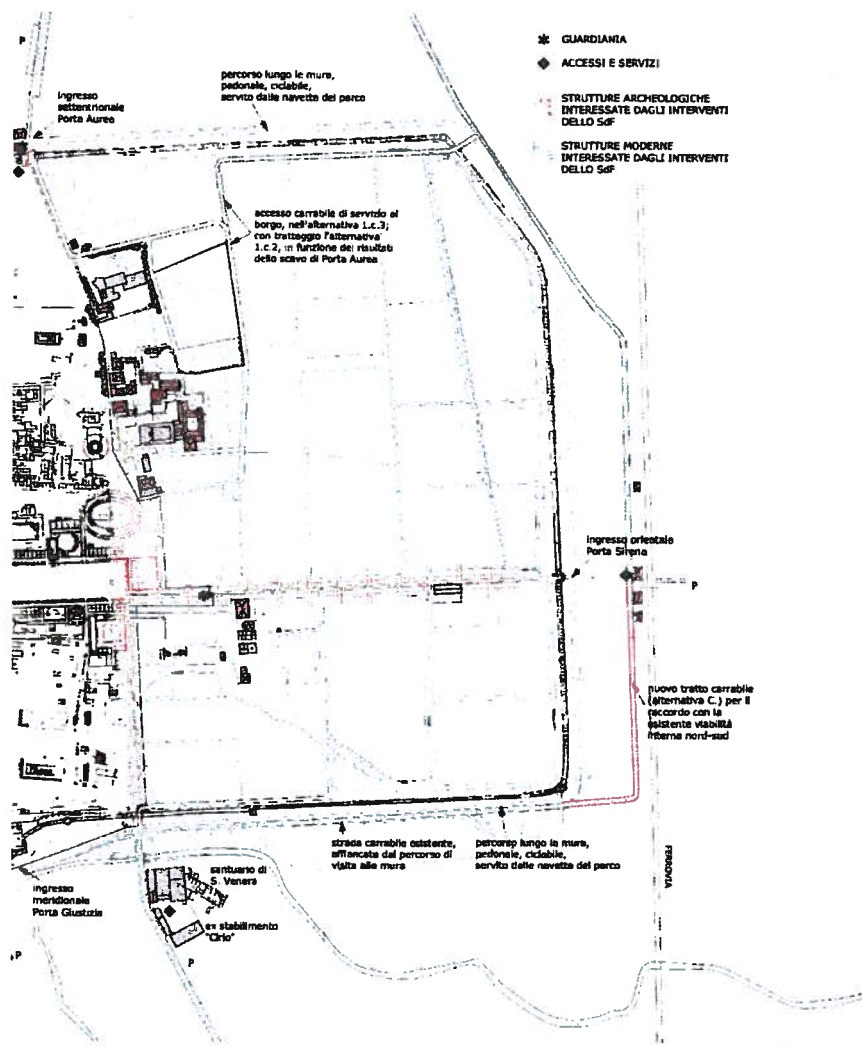 P
GUARDIANIA
ACCESSI E SERVIZI
STRUTTURE ARCHEOLOGICHE
INTERESSATE DAGLI INTERVENTI
DELLO SdF
STRUTTURE MODERNE
INTERESSATE DAGLI INTERVENTI
DELLO SdF
percorso lungo le mura,
pedonale, ciclabile,
servito dalle navette del parco
ingresso
settentrionale
Porta Aurea
accesso carrabile di servizio al
borgo, nell'alternativa 1.c.3;
con tratteggio l'alternativa
1.c.2, in funzione dei risultati
dello scavo di Porta Aurea
ingresso orientale
Porta Sirena
P
nuovo tratto carrabile
(alternativa C.) per il
raccordo con la
esistente viabilità
interna nord-sud
strada carrabile esistente,
affiancata dal percorso di
visita alle mura
percorso lungo le mura,
pedonale, ciclabile,
servito dalle navette del parco
FERROVIA
ingresso
meridionale
Porta Giustizia
santuario di
S. Venera
ex stabilimento
"Cirio"
P
P